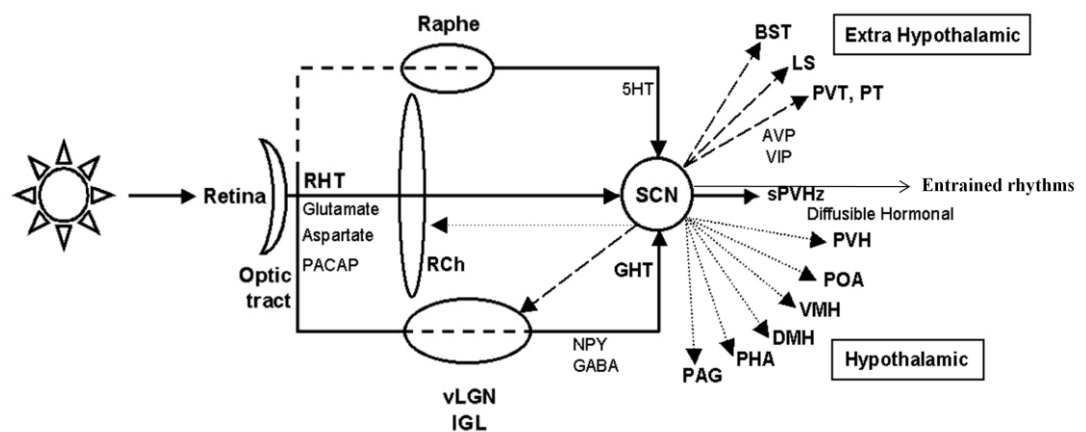 Raphe
BST
Extra Hypothalamic
LS
PVT, PT
5HT
AVP
VIP
Retina
RHT
SCN
sPVHz
Entrained rhythms
Glutamate
Diffusible Hormonal
Aspartate
PVH
PACAP
RCh
GHT
Optic
tract
POA
VMH
DMH
NPY
GABA
PHA
PAG
Hypothalamic
vLGN
IGL